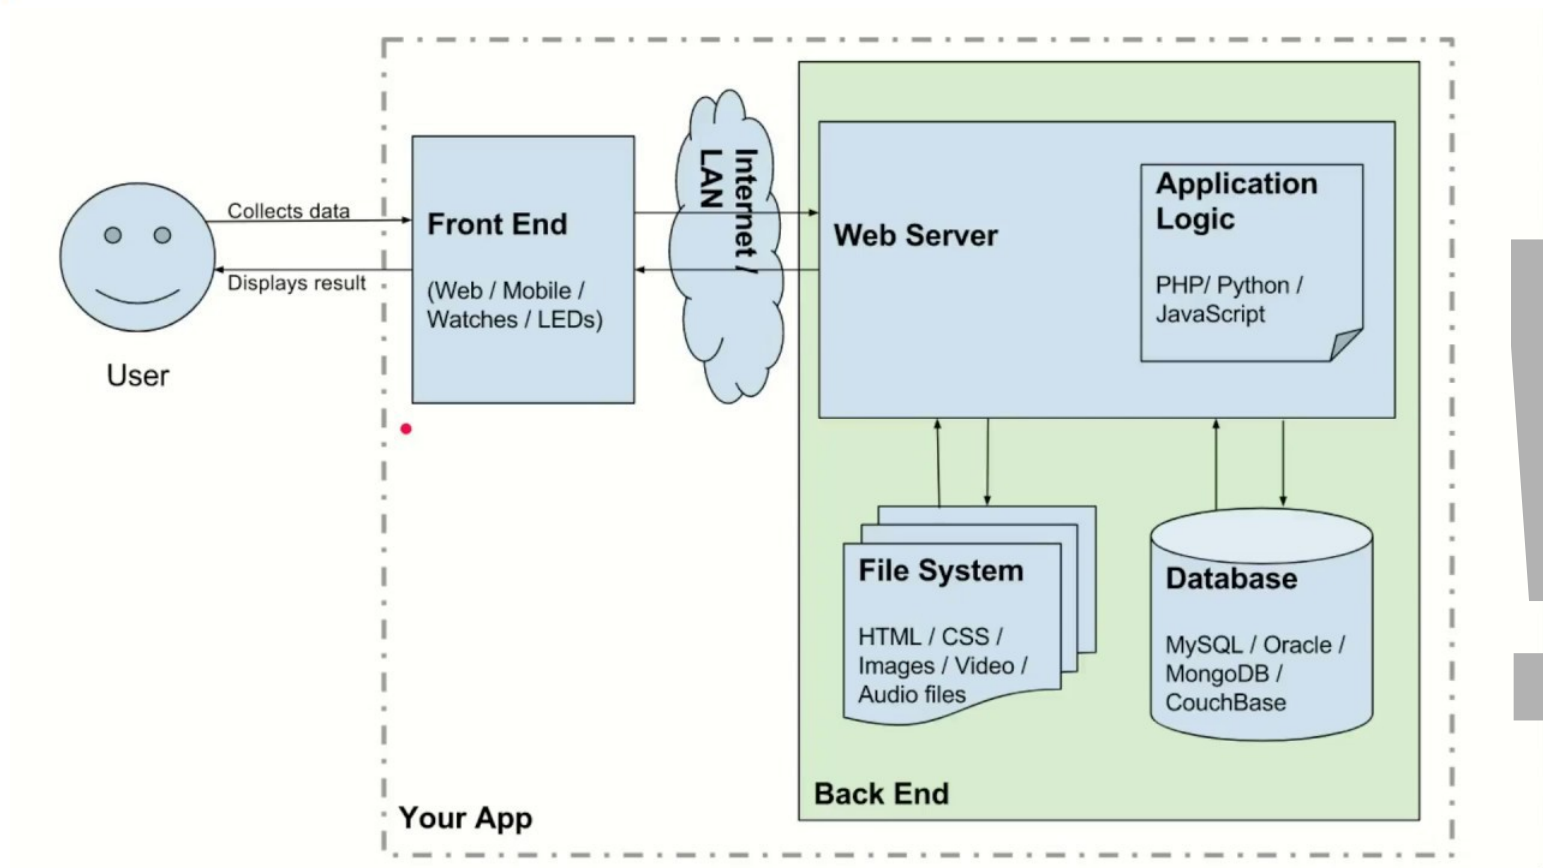 Collects data
Displays result
User
Front End
(Web / Mobile /
Watches / LEDs)
Internet /
LAN
Web Server
Application
Logic
PHP/ Python /
JavaScript
File System
HTML / CSS /
Images / Video /
Audio files
Database
MySQL / Oracle /
MongoDB /
CouchBase
Back End
Your App